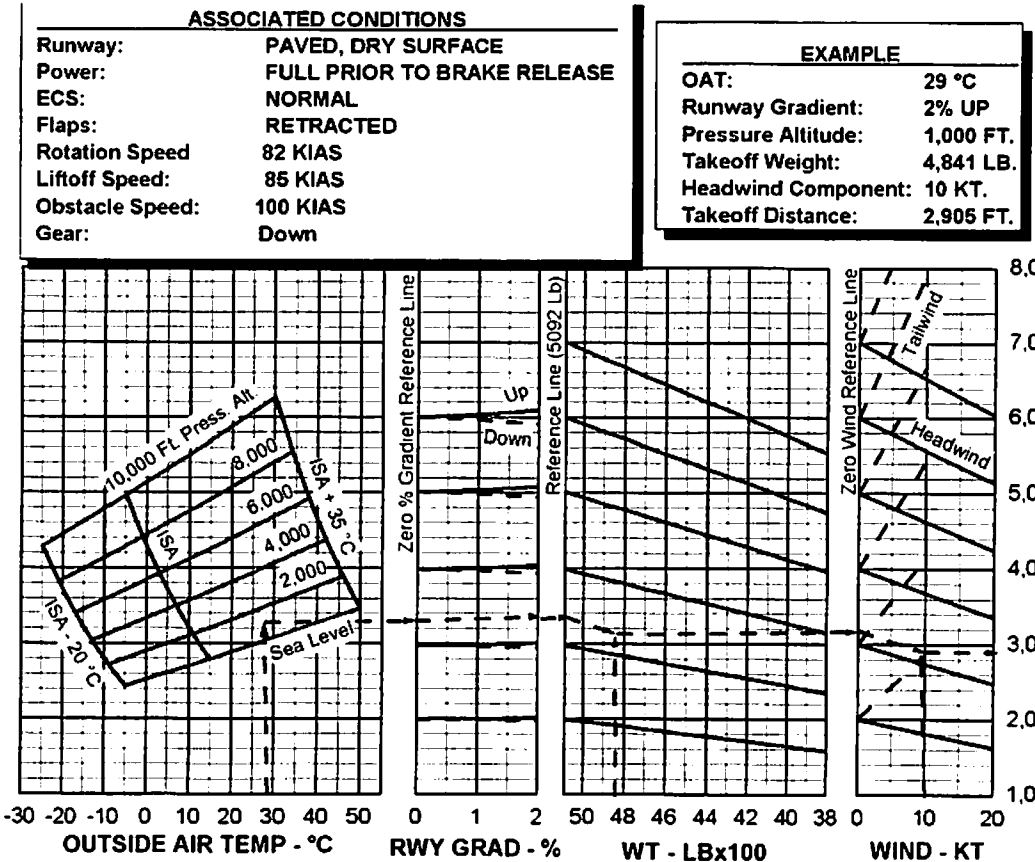 ASSOCIATED CONDITIONS
Runway: PAVED, DRY SURFACE
Power: FULL PRIOR TO BRAKE RELEASE
ECS: NORMAL
Flaps: RETRACTED
Rotation Speed 82 KIAS
Liftoff Speed: 85 KIAS
Obstacle Speed: 100 KIAS
Gear: Down
EXAMPLE
OAT: 29 °C
Runway Gradient: 2% UP
Pressure Altitude: 1,000 FT.
Takeoff Weight: 4,841 LB.
Headwind Component: 10 KT.
Takeoff Distance: 2,905 FT.
10,000 Ft. Press. Alt
8,000
6,000
4,000
2,000
Sea Level
ISA
ISA + 35 °C
ISA - 20 °C
Zero % Gradient Reference Line
Up
Down
Reference Line (5092 Lb)
Zero Wind Reference Line
Tailwind
Headwind
8,0
7,0
6,0
5,0
4,0
3,0
2,0
1,0
-30 -20 -10 0 10 20 30 40 50
0 1 2
50 48 46 44 42 40 38
0 10 20
OUTSIDE AIR TEMP - °C
RWY GRAD - %
WT - LBx100
WIND - KT